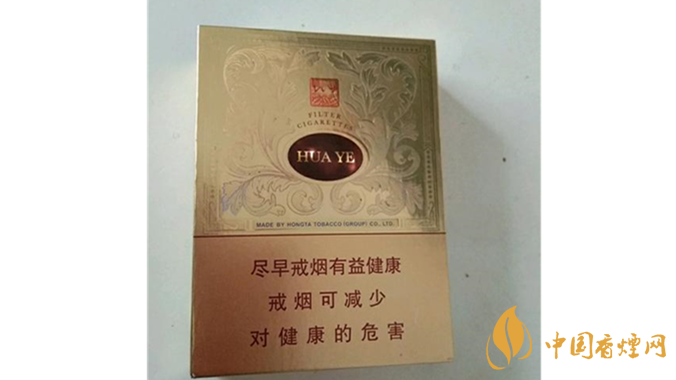 FILTER
CIGARETTES
HUA YE
MADE BY HONGTA TOBACCO (GROUP) CO., LTD.
尽早戒烟有益健康
戒烟可减少
对健康的危害
中国香烟网